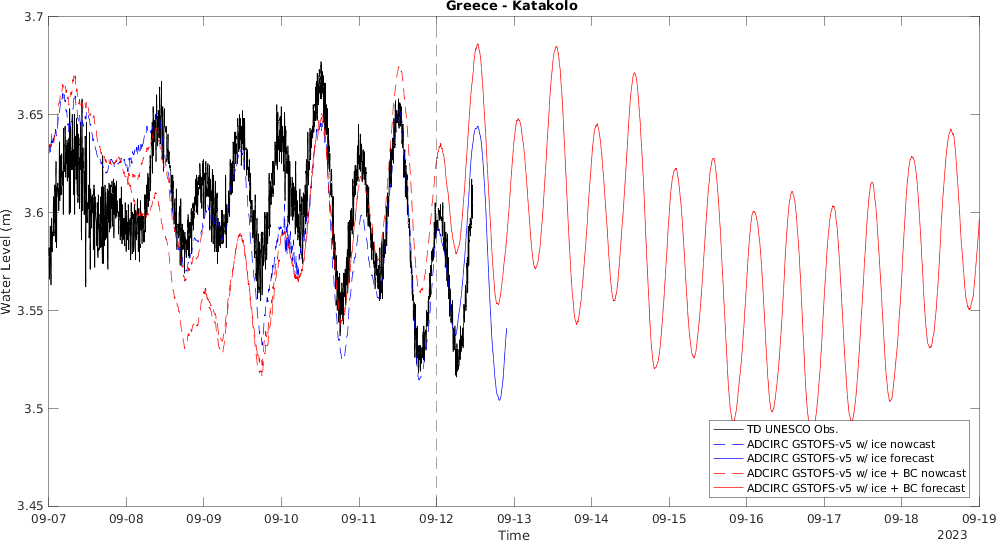 Greece - Katakolo
3.7
3.65
3.6
3.55
3.5
3.45
Water Level (m)
TD UNESCO Obs.
ADCIRC GSTOFS-v5 w/ ice nowcast
ADCIRC GSTOFS-v5 w/ ice forecast
ADCIRC GSTOFS-v5 w/ ice + BC nowcast
ADCIRC GSTOFS-v5 w/ ice + BC forecast
09-07 09-08 09-09 09-10 09-11 09-12 09-13 09-14 09-15 09-16 09-17 09-18 09-19
Time
2023